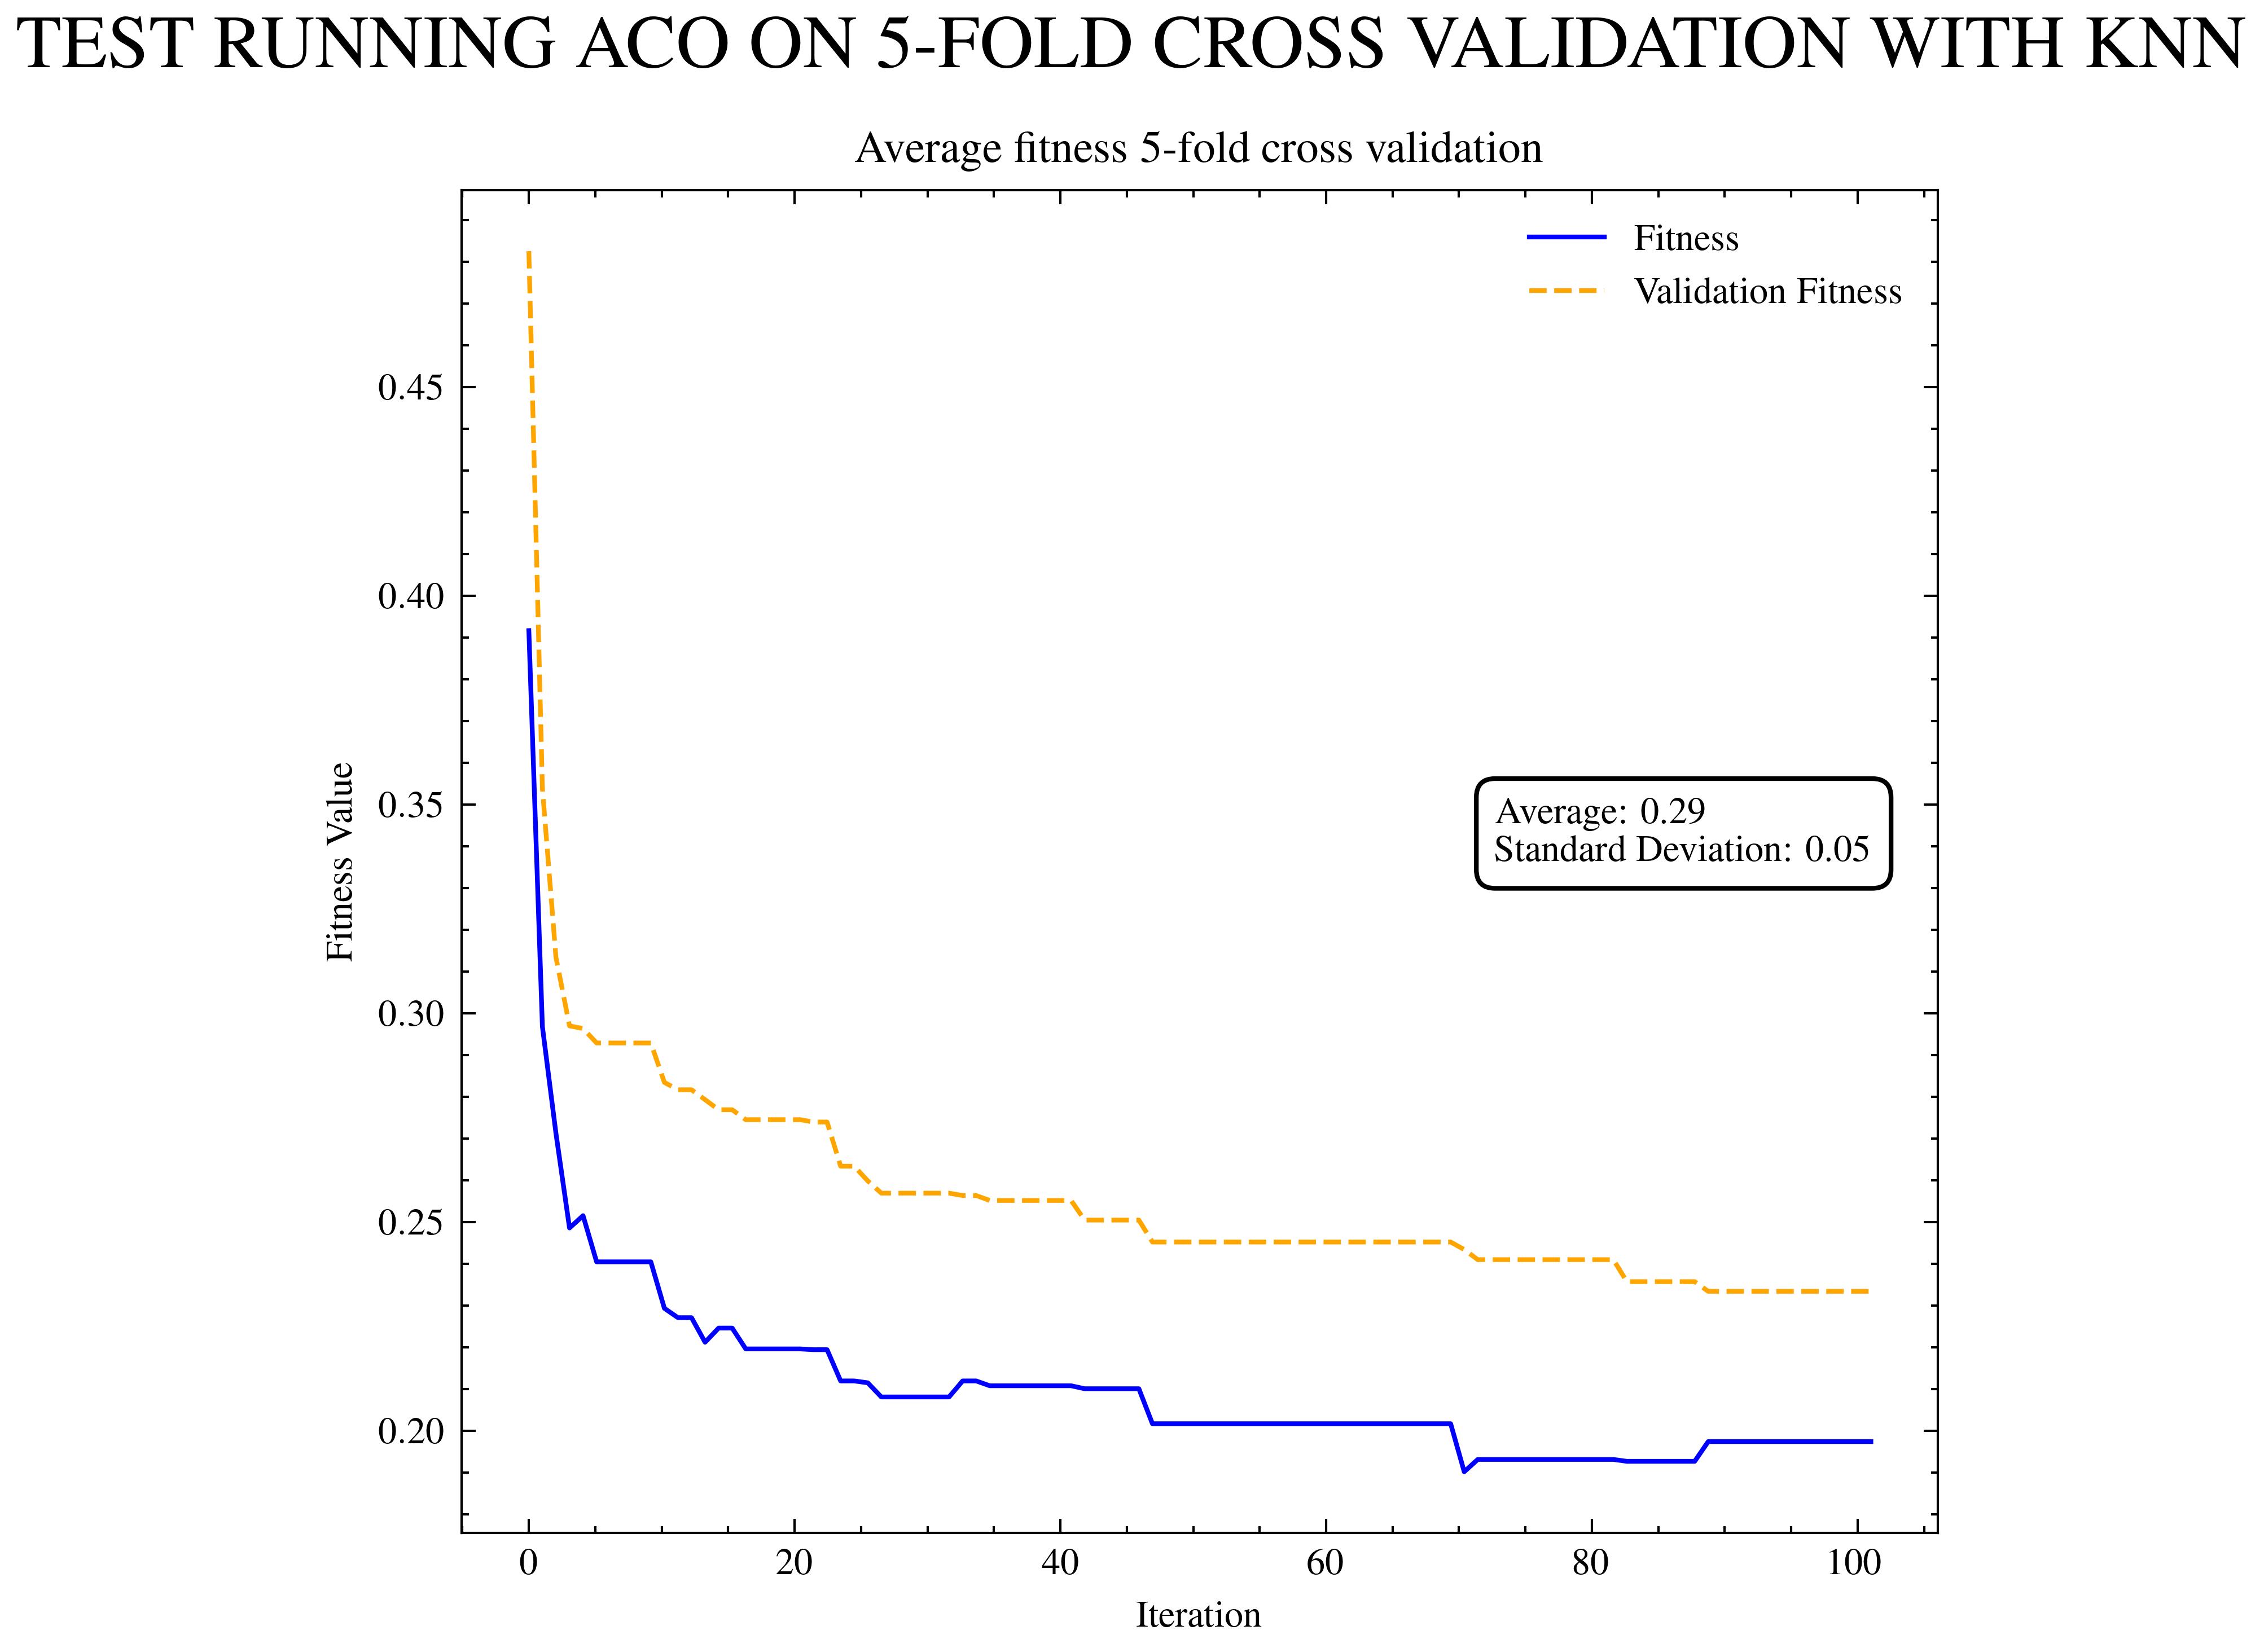 TEST RUNNING ACO ON 5-FOLD CROSS VALIDATION WITH KNN
Average fitness 5-fold cross validation
Fitness
Validation Fitness
0.45
0.40
0.35
0.30
0.25
0.20
Fitness Value
Average: 0.29
Standard Deviation: 0.05
0 20 40 60 80 100
Iteration